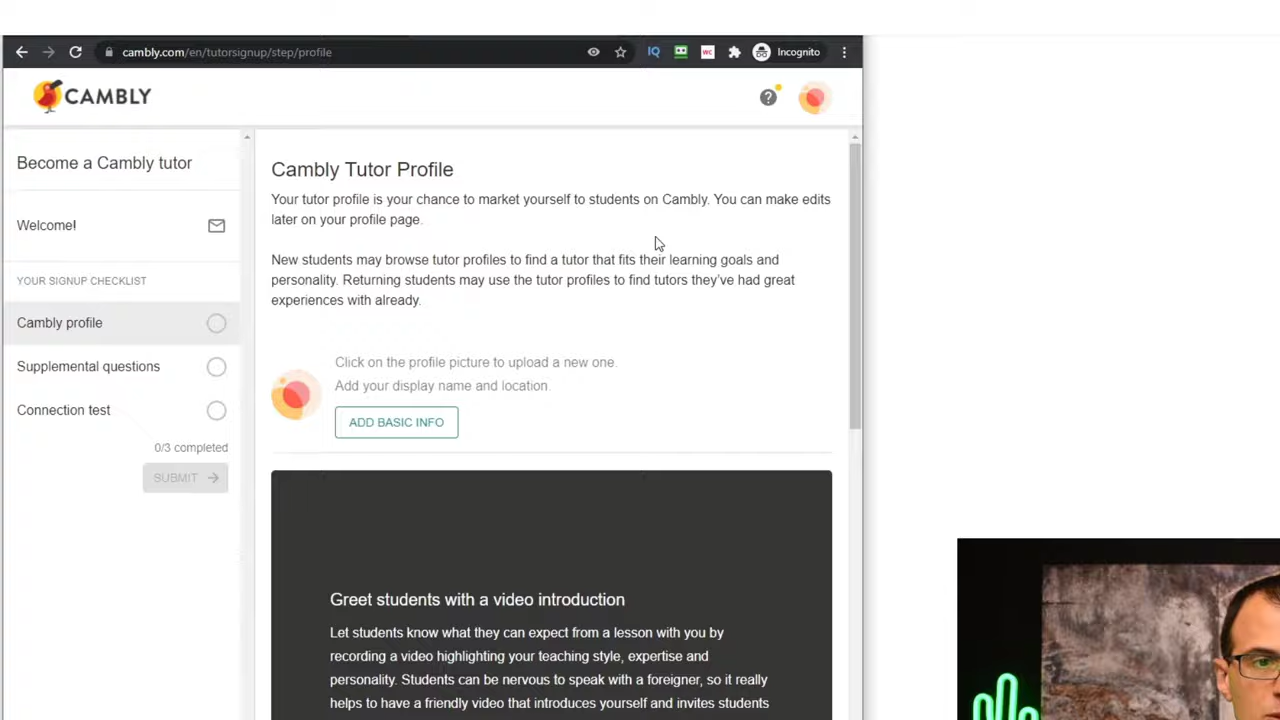 cambly.com/en/tutorsignup/step/profile
IQ
WC
Incognito
CAMBLY
Become a Cambly tutor
Welcome!
YOUR SIGNUP CHECKLIST
Cambly profile
Supplemental questions
Connection test
0/3 completed
SUBMIT
Cambly Tutor Profile
Your tutor profile is your chance to market yourself to students on Cambly. You can make edits
later on your profile page.
New students may browse tutor profiles to find a tutor that fits their learning goals and
personality. Returning students may use the tutor profiles to find tutors they've had great
experiences with already.
Click on the profile picture to upload a new one.
Add your display name and location.
ADD BASIC INFO
Greet students with a video introduction
Let students know what they can expect from a lesson with you by
recording a video highlighting your teaching style, expertise and
personality. Students can be nervous to speak with a foreigner, so it really
helps to have a friendly video that introduces yourself and invites students